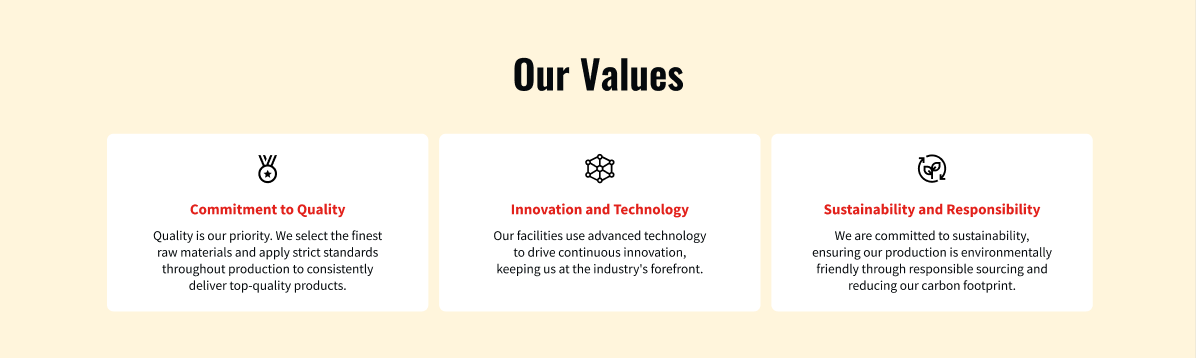 Our Values
Commitment to Quality
Quality is our priority. We select the finest
raw materials and apply strict standards
throughout production to consistently
deliver top-quality products.
Innovation and Technology
Our facilities use advanced technology
to drive continuous innovation,
keeping us at the industry's forefront.
Sustainability and Responsibility
We are committed to sustainability,
ensuring our production is environmentally
friendly through responsible sourcing and
reducing our carbon footprint.